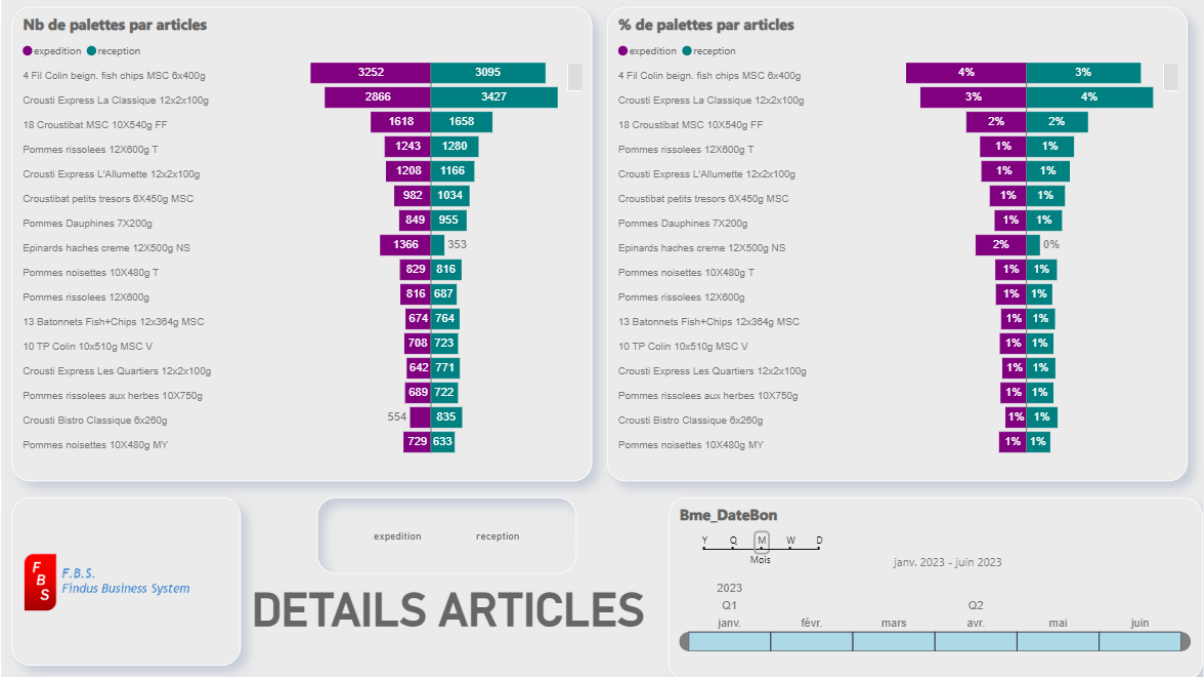 Nb de palettes par articles
expedition reception
4 Fil Colin beign. fish chips MSC 6x400g 3252 3095
Crousti Express La Classique 12x2x100g 2866 3427
18 Croustibat MSC 10X540g FF 1618 1658
Pommes rissolees 12X600g T 1243 1280
Crousti Express L'Allumette 12x2x100g 1208 1166
Croustibat petits tresors 6X450g MSC 982 1034
Pommes Dauphines 7X200g 849 955
Epinards haches creme 12X500g NS 1366 353
Pommes noisettes 10X480g T 829 816
Pommes rissolees 12X600g 816 687
13 Batonnets Fish+Chips 12x364g MSC 674 764
10 TP Colin 10x510g MSC V 708 723
Crousti Express Les Quartiers 12x2x100g 642 771
Pommes rissolees aux herbes 10X750g 689 722
Crousti Bistro Classique 6x260g 554 835
Pommes noisettes 10X480g MY 729 633
% de palettes par articles
expedition reception
4 Fil Colin beign. fish chips MSC 6x400g 4% 3%
Crousti Express La Classique 12x2x100g 3% 4%
18 Croustibat MSC 10X540g FF 2% 2%
Pommes rissolees 12X600g T 1% 1%
Crousti Express L'Allumette 12x2x100g 1% 1%
Croustibat petits tresors 6X450g MSC 1% 1%
Pommes Dauphines 7X200g 1% 1%
Epinards haches creme 12X500g NS 2% 0%
Pommes noisettes 10X480g T 1% 1%
Pommes rissolees 12X600g 1% 1%
13 Batonnets Fish+Chips 12x364g MSC 1% 1%
10 TP Colin 10x510g MSC V 1% 1%
Crousti Express Les Quartiers 12x2x100g 1% 1%
Pommes rissolees aux herbes 10X750g 1% 1%
Crousti Bistro Classique 6x260g 1% 1%
Pommes noisettes 10X480g MY 1% 1%
FBS
F.B.S.
Findus Business System
expedition reception
DETAILS ARTICLES
Bme_DateBon
Y Q M W D
Mois
janv. 2023 - juin 2023
2023
Q1 Q2
janv. févr. mars avr. mai juin